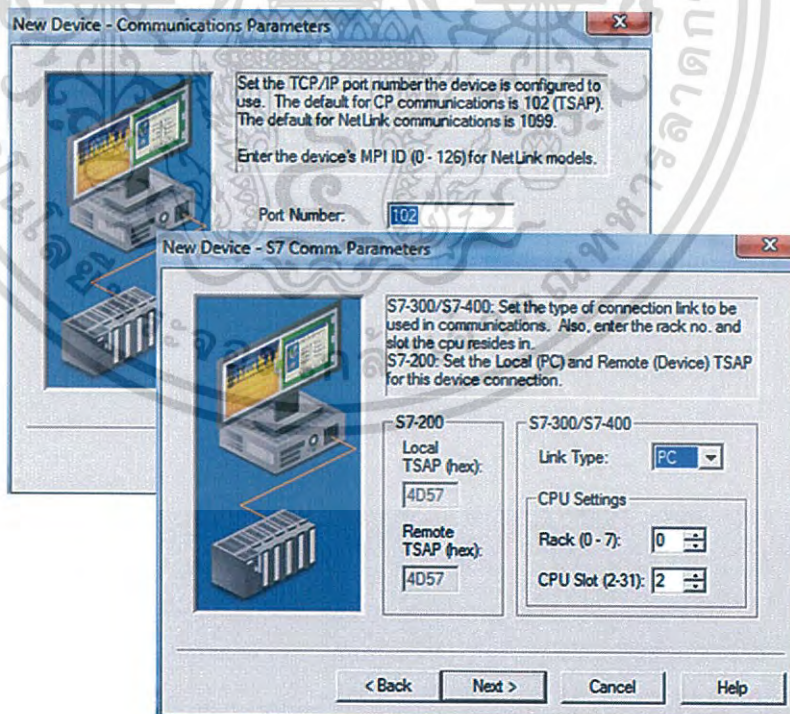 New Device - Communications Parameters
Set the TCP/IP port number the device is configured to
use. The default for CP communications is 102 (TSAP).
The default for NetLink communications is 1099.
Enter the device's MPI ID (0 - 126) for NetLink models.
Port Number:
102
New Device - S7 Comm. Parameters
S7-300/S7-400: Set the type of connection link to be
used in communications. Also, enter the rack no. and
slot the cpu resides in.
S7-200: Set the Local (PC) and Remote (Device) TSAP
for this device connection.
S7-200
Local
TSAP (hex):
4D57
Remote
TSAP (hex):
4D57
S7-300/S7-400
Link Type:
PC
CPU Settings
Rack (0 - 7):
0
CPU Slot (2-31):
2
< Back
Next >
Cancel
Help